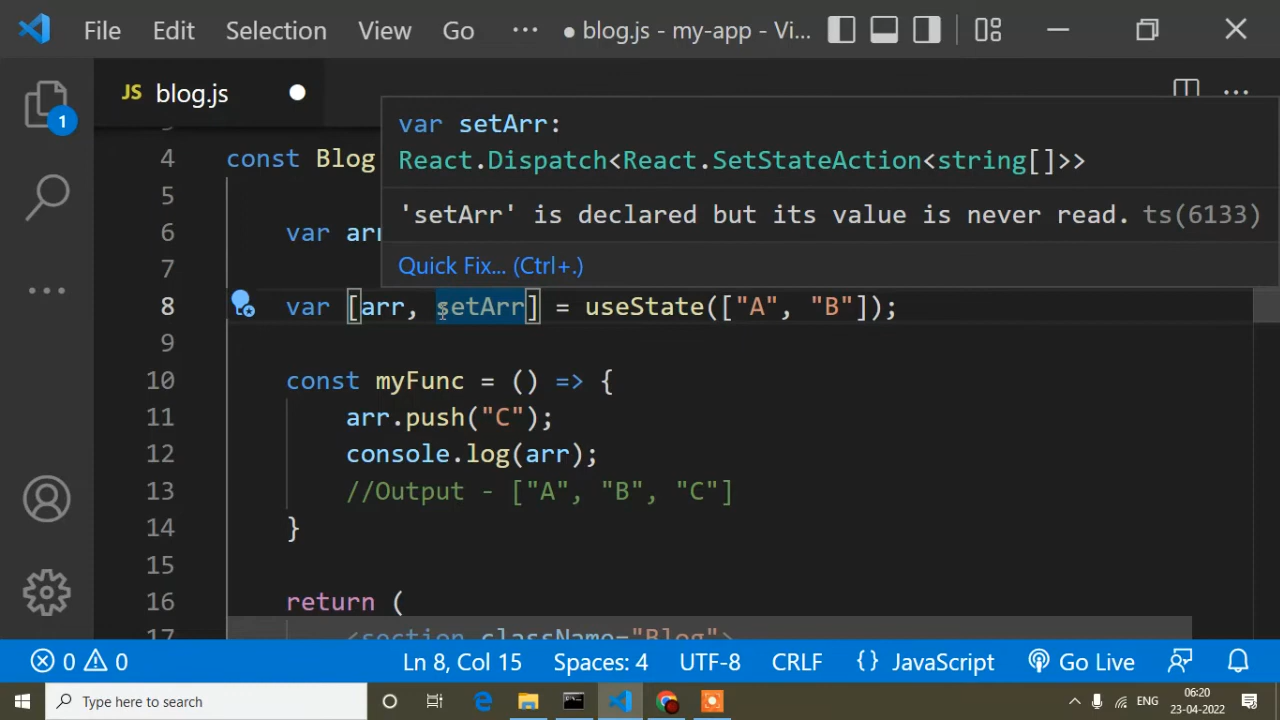 File Edit Selection View Go ··· ● blog.js - my-app - Vi...
1
JS blog.js ●
var setArr:
React.Dispatch<React.SetStateAction<string[]>>
'setArr' is declared but its value is never read. ts(6133)
Quick Fix... (Ctrl+.)
4 const Blog
5
6 var arr
7
8 var [arr, setArr] = useState(["A", "B"]);
9
10 const myFunc = () => {
11 arr.push("C");
12 console.log(arr);
13 //Output - ["A", "B", "C"]
14 }
15
16 return (
17 <section className="Blog">
0 0 Ln 8, Col 15 Spaces: 4 UTF-8 CRLF {} JavaScript Go Live
Type here to search
ENG
06:20
23-04-2022